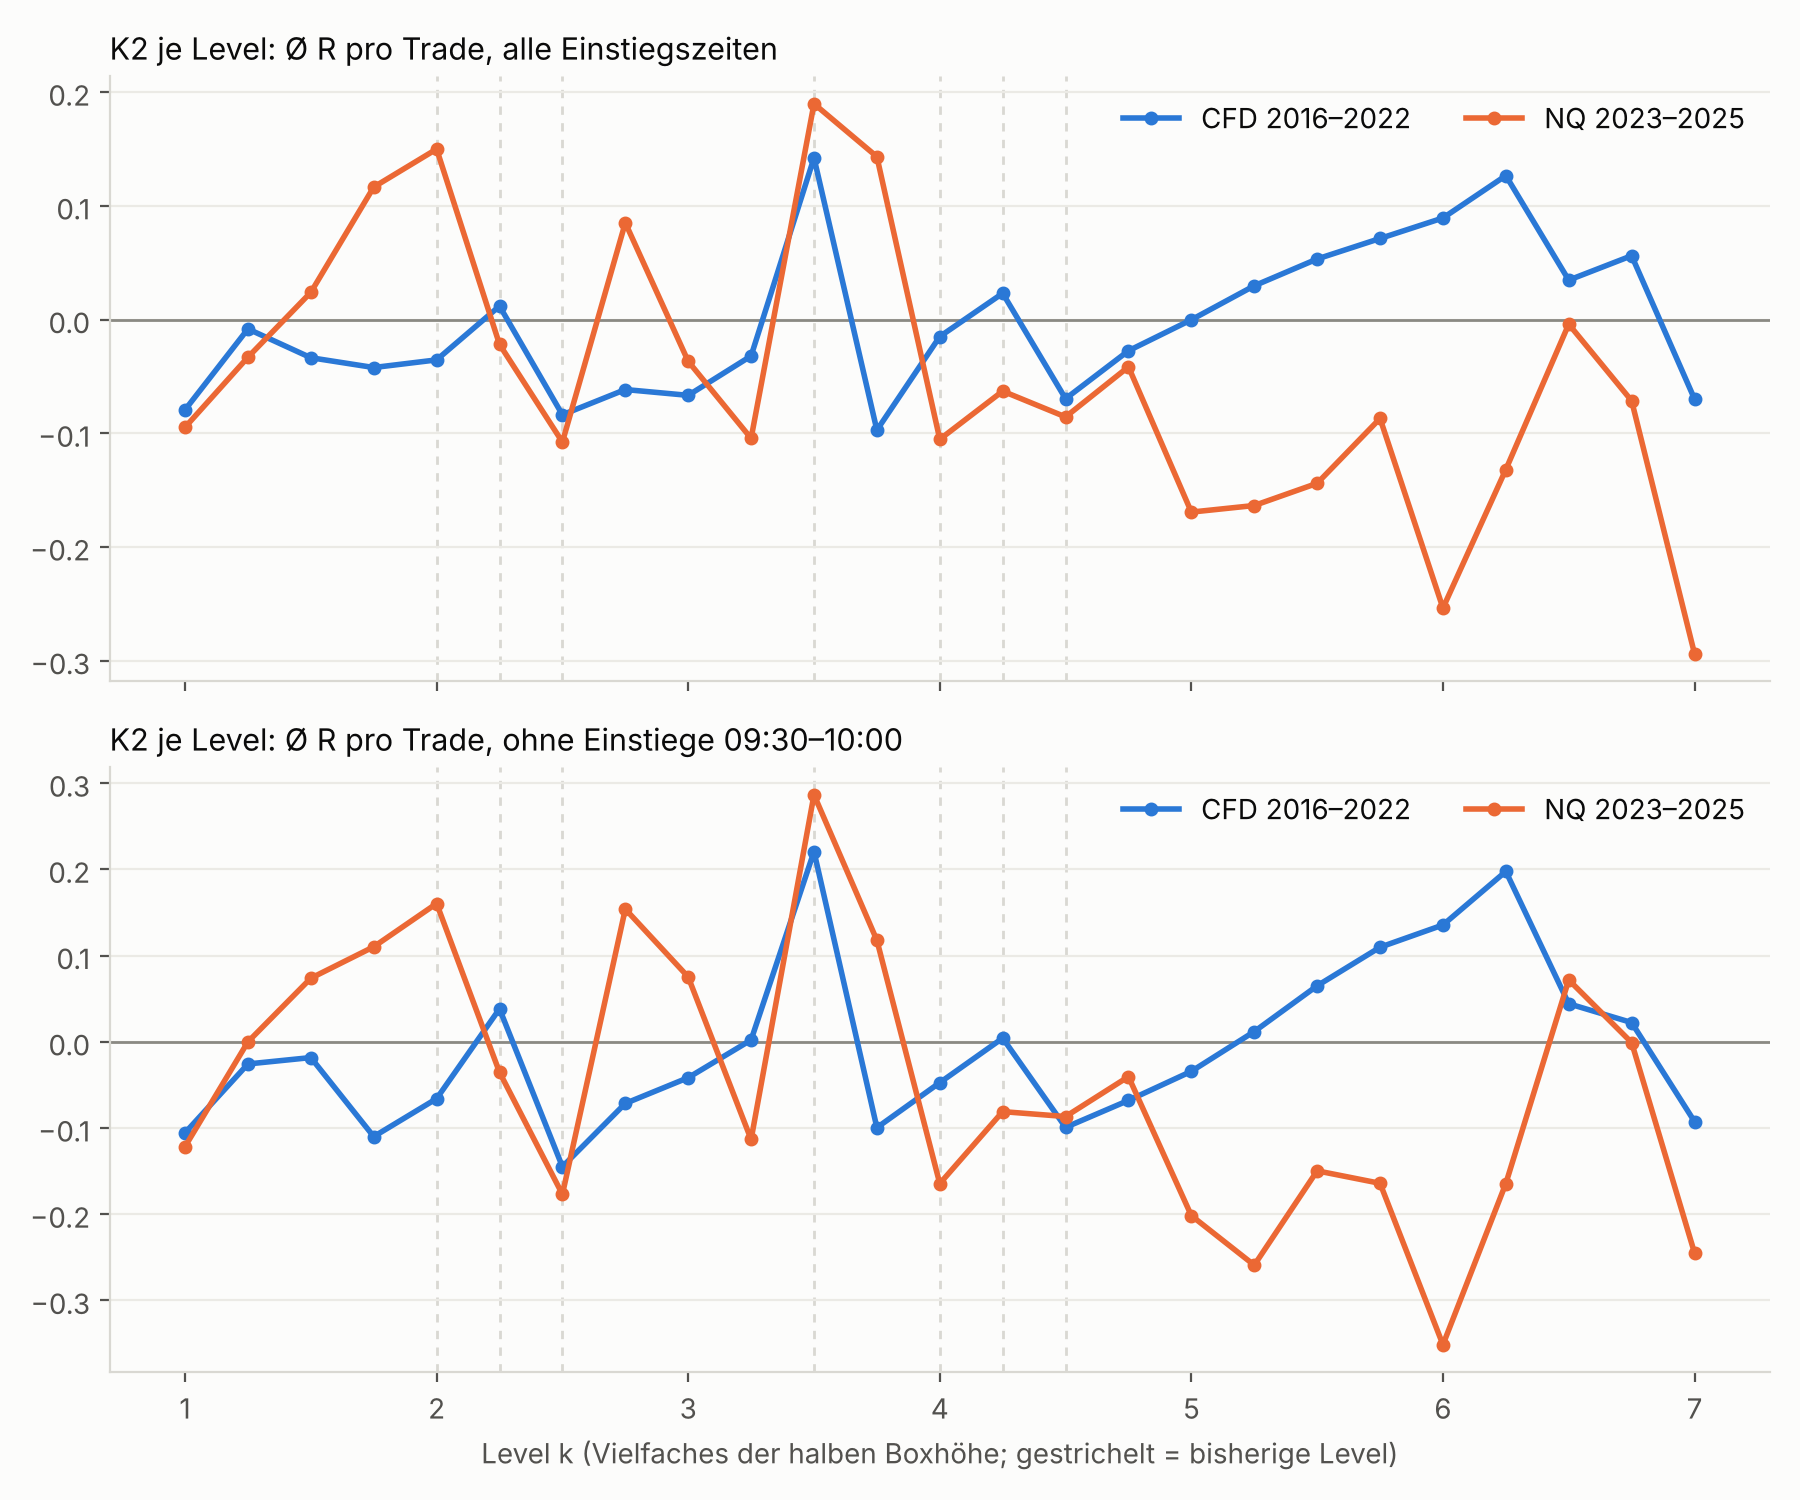 K2 je Level: Ø R pro Trade, alle Einstiegszeiten
CFD 2016–2022 NQ 2023–2025
0.2
0.1
0.0
−0.1
−0.2
−0.3
K2 je Level: Ø R pro Trade, ohne Einstiege 09:30–10:00
CFD 2016–2022 NQ 2023–2025
0.3
0.2
0.1
0.0
−0.1
−0.2
−0.3
1 2 3 4 5 6 7
Level k (Vielfaches der halben Boxhöhe; gestrichelt = bisherige Level)